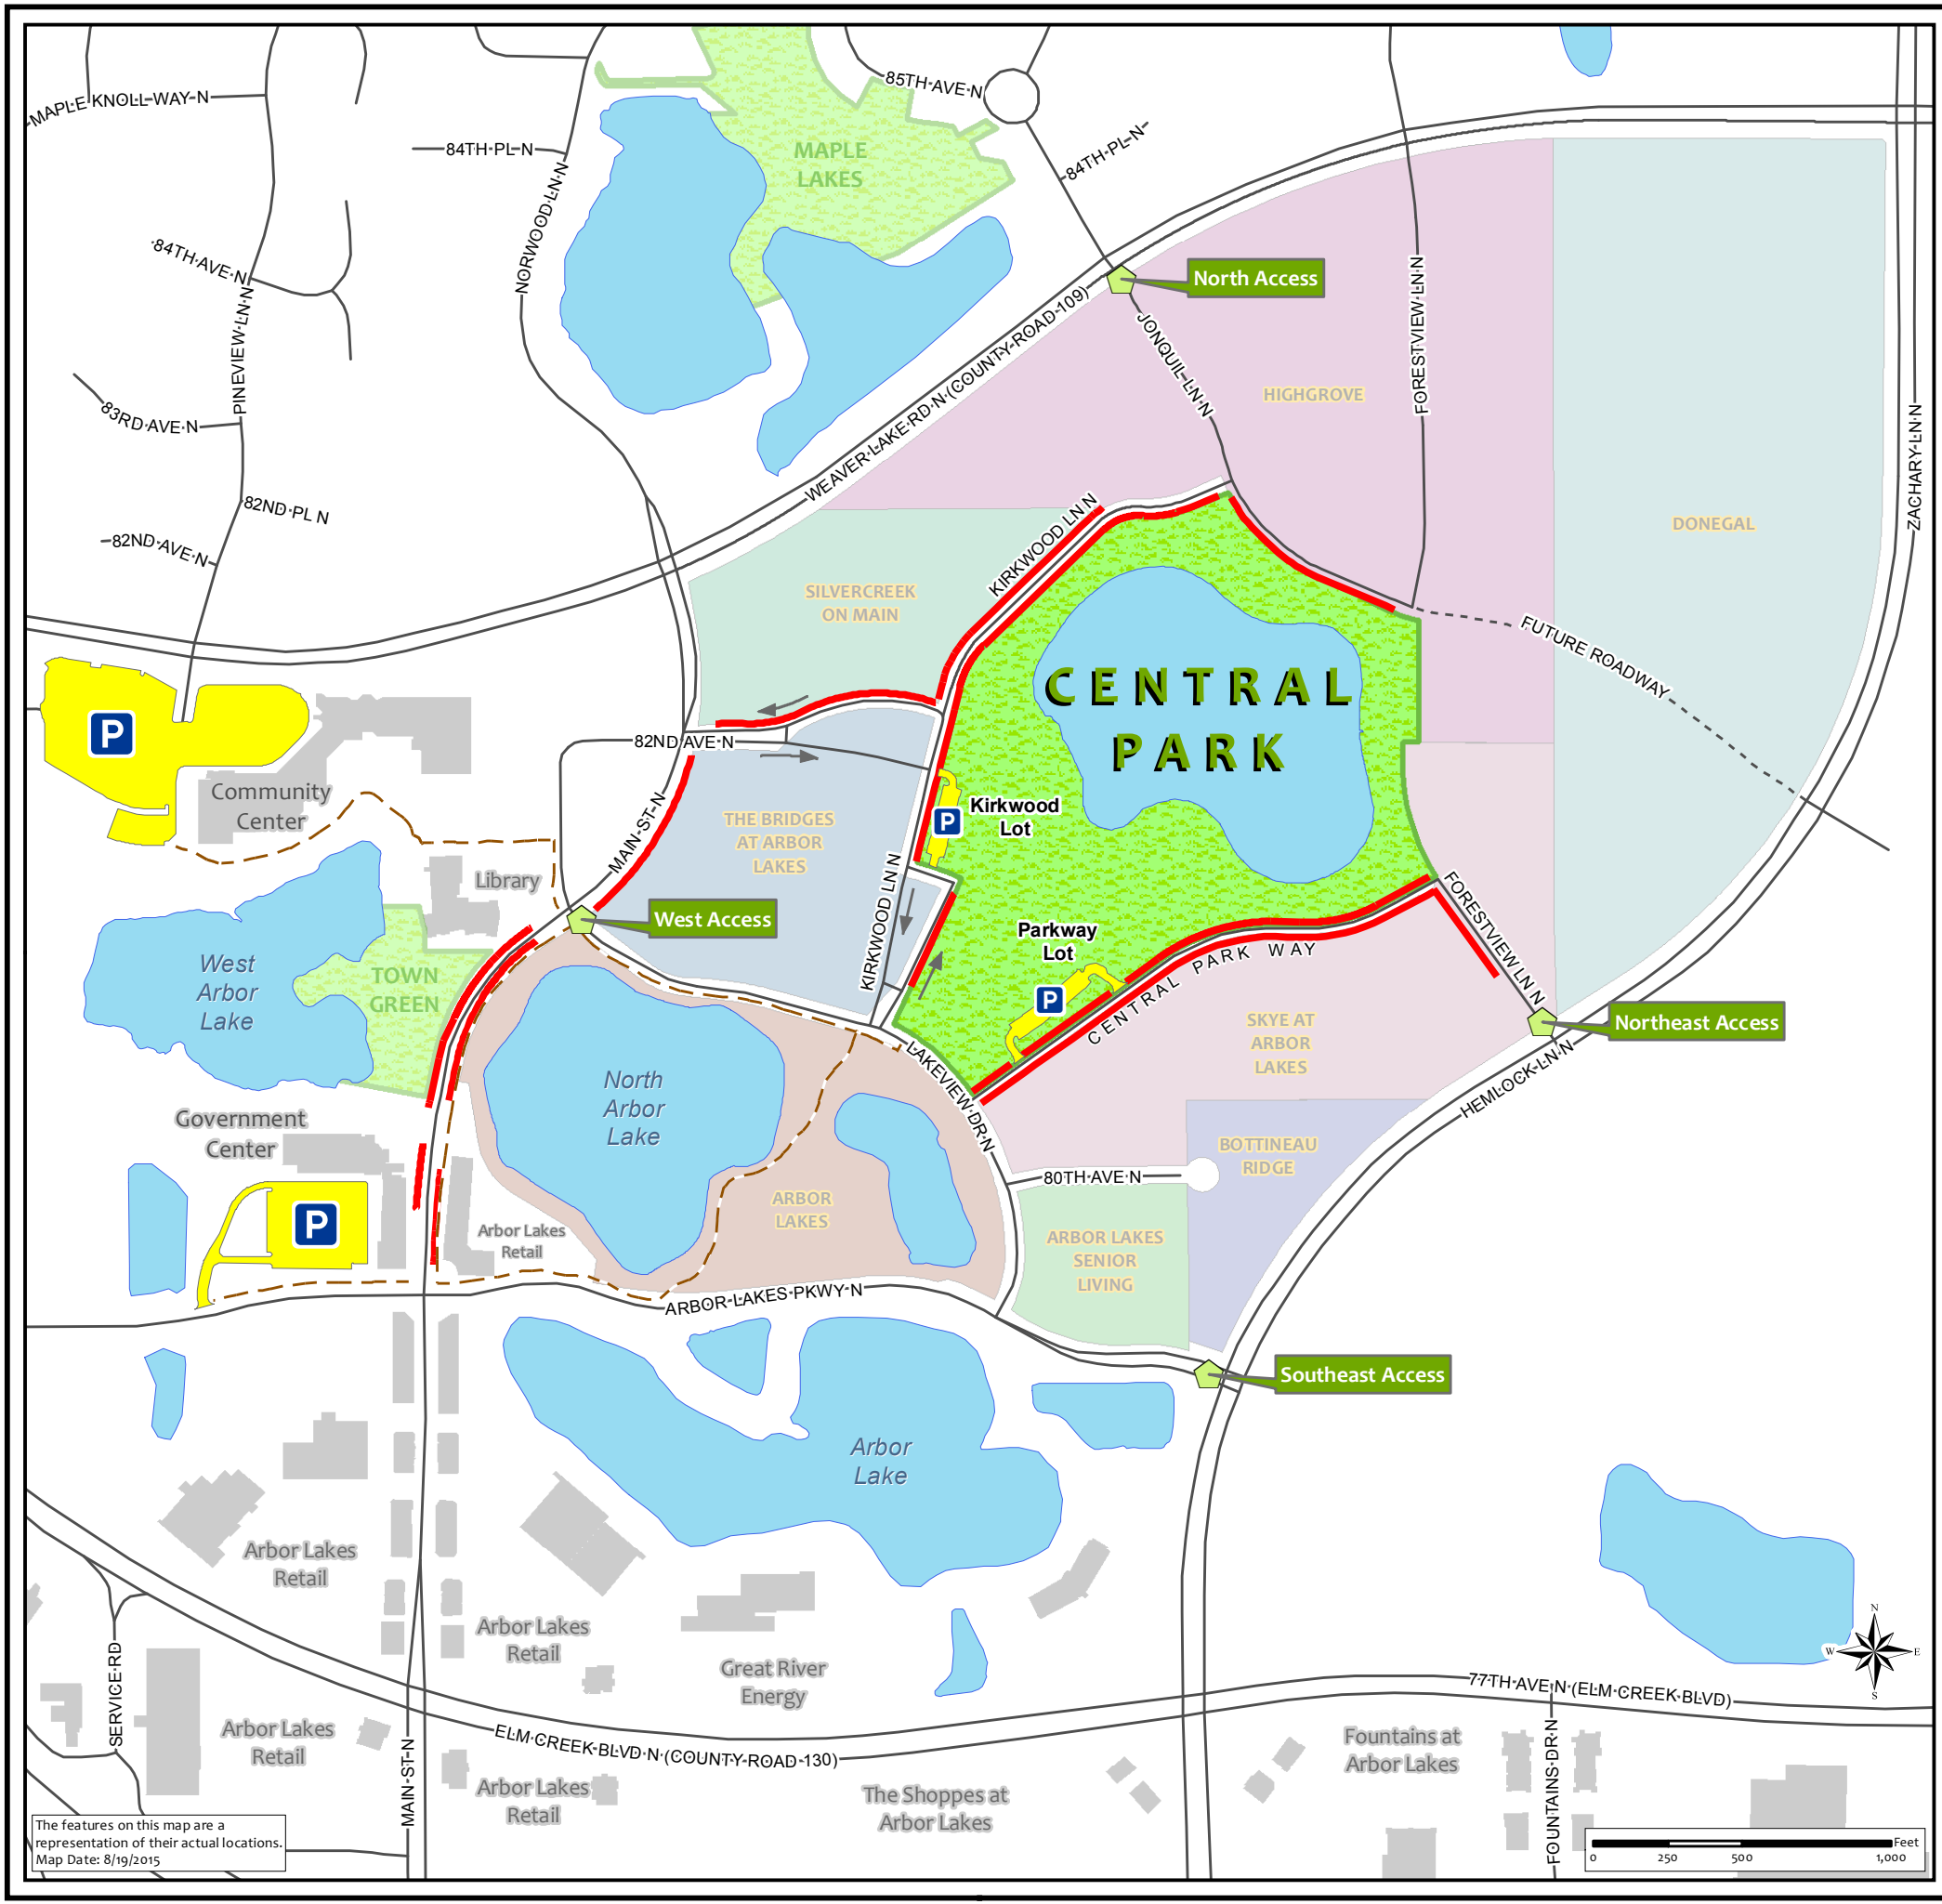 85TH AVE N
MAPLE KNOLL WAY N
84TH PL N
84TH PL N
MAPLE
LAKES
NORWOOD LN N
84TH AVE N
PINEVIEW LN N
North Access
JONQUIL LN N
FORESTVIEW LN N
WEAVER LAKE RD N (COUNTY ROAD 109)
HIGHGROVE
83RD AVE N
ZACHARY LN N
82ND PL N
DONEGAL
82ND AVE N
KIRKWOOD LN N
SILVERCREEK
ON MAIN
FUTURE ROADWAY
CENTRAL
PARK
P
82ND AVE N
Community
Center
MAIN ST N
THE BRIDGES
AT ARBOR
LAKES
P
Kirkwood
Lot
Library
KIRKWOOD LN N
FORESTVIEW LN N
West Access
Parkway
Lot
P
West
Arbor
Lake
TOWN
GREEN
CENTRAL PARK WAY
SKYE AT
ARBOR
LAKES
Northeast Access
HEMLOCK LN N
LAKEVIEW DR N
North
Arbor
Lake
Government
Center
BOTTINEAU
RIDGE
80TH AVE N
P
ARBOR
LAKES
Arbor Lakes
Retail
ARBOR LAKES
SENIOR
LIVING
ARBOR LAKES PKWY N
Southeast Access
Arbor
Lake
Arbor Lakes
Retail
Arbor Lakes
Retail
Great River
Energy
SERVICE RD
Arbor Lakes
Retail
MAIN ST N
ELM CREEK BLVD N (COUNTY ROAD 130)
77TH AVE N (ELM CREEK BLVD)
N
W E
S
Arbor Lakes
Retail
The Shoppes at
Arbor Lakes
Fountains at
Arbor Lakes
FOUNTAINS DR N
The features on this map are a
representation of their actual locations.
Map Date: 8/19/2015
Feet
0 250 500 1,000